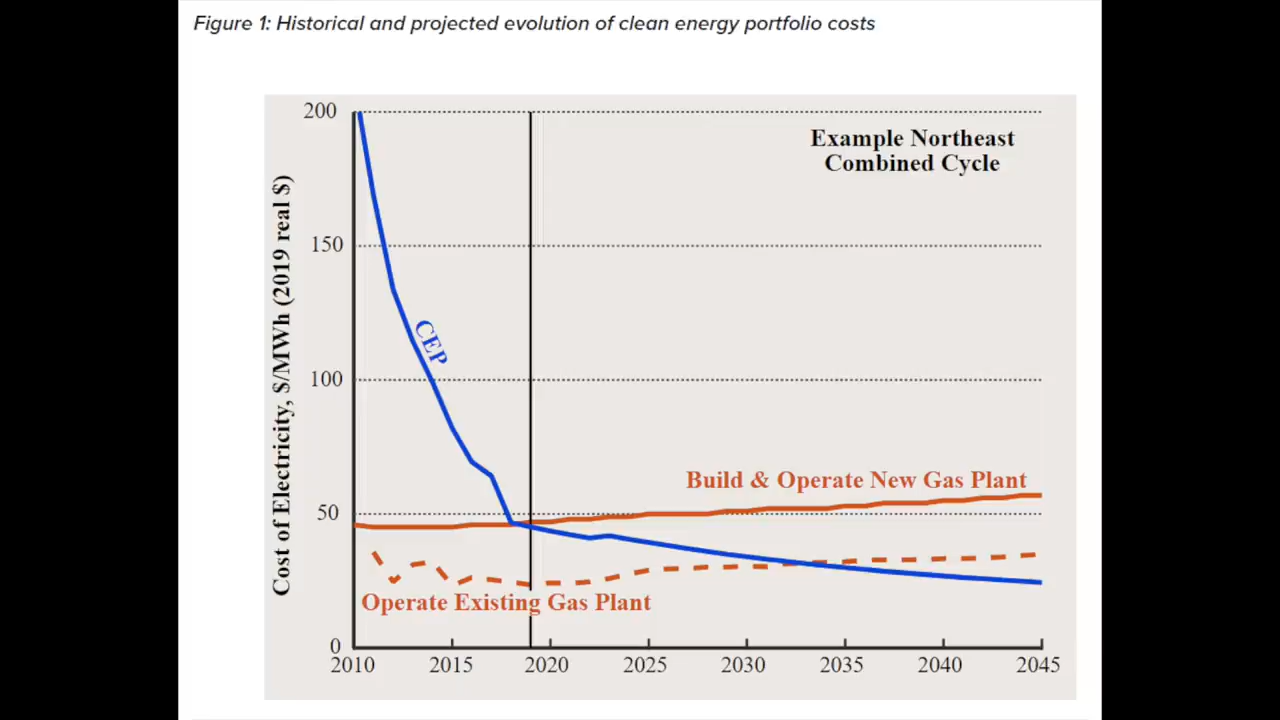 Figure 1: Historical and projected evolution of clean energy portfolio costs
Cost of Electricity, $/MWh (2019 real $)
200
150
100
50
0
Example Northeast
Combined Cycle
CEP
Build & Operate New Gas Plant
Operate Existing Gas Plant
2010 2015 2020 2025 2030 2035 2040 2045